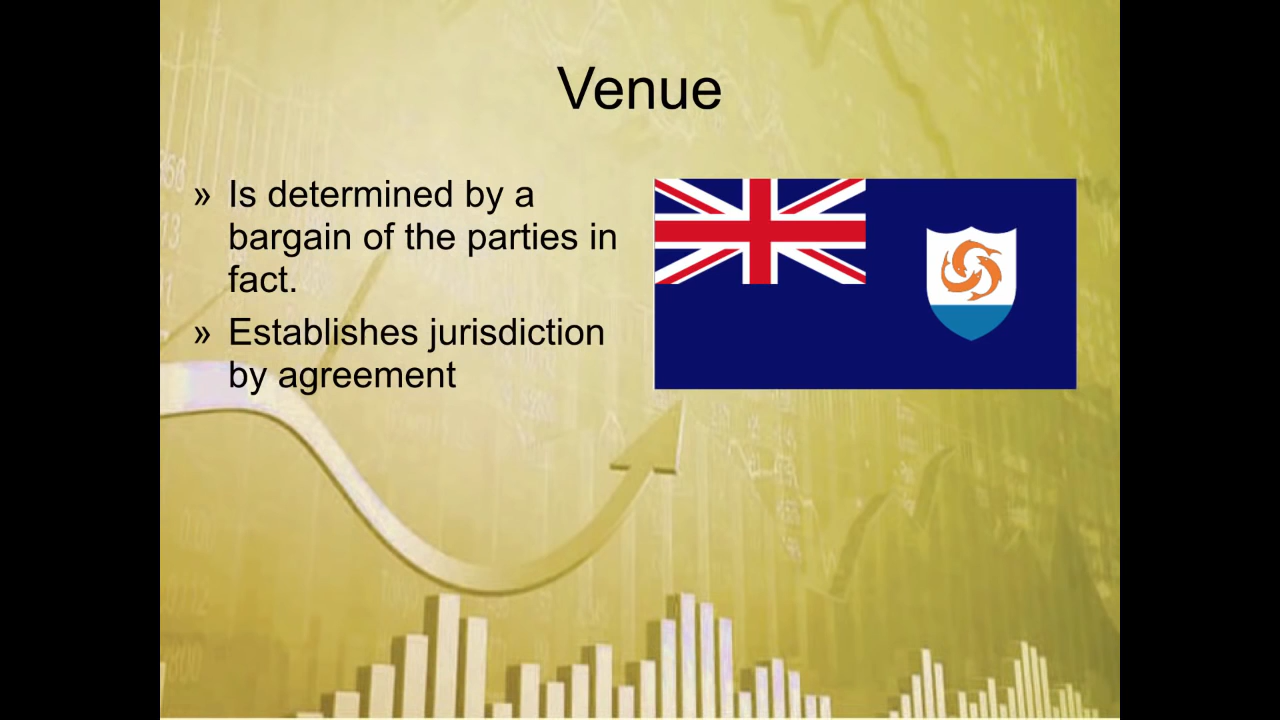 Venue
» Is determined by a
bargain of the parties in
fact.
» Establishes jurisdiction
by agreement